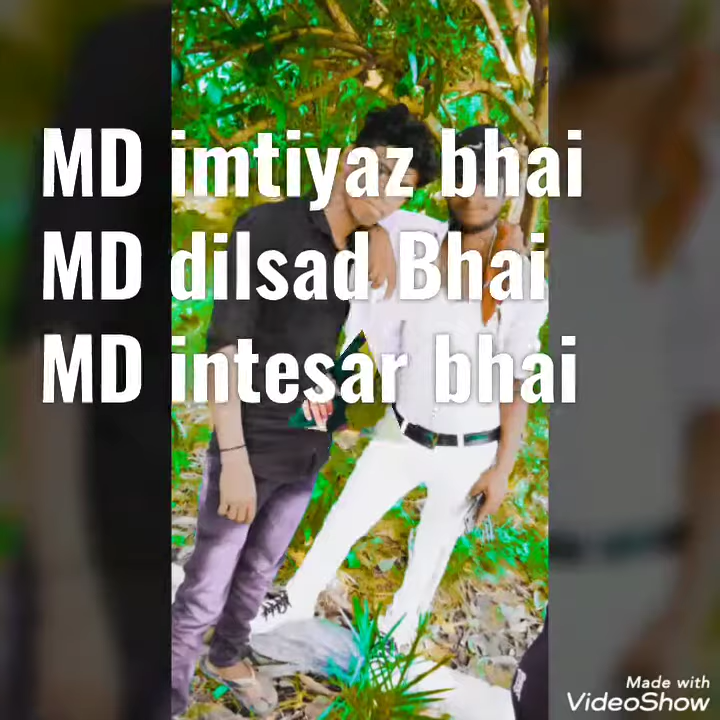 MD imtiyaz bhai
MD dilsad Bhai
MD intesar bhai
Made with
VideoShow